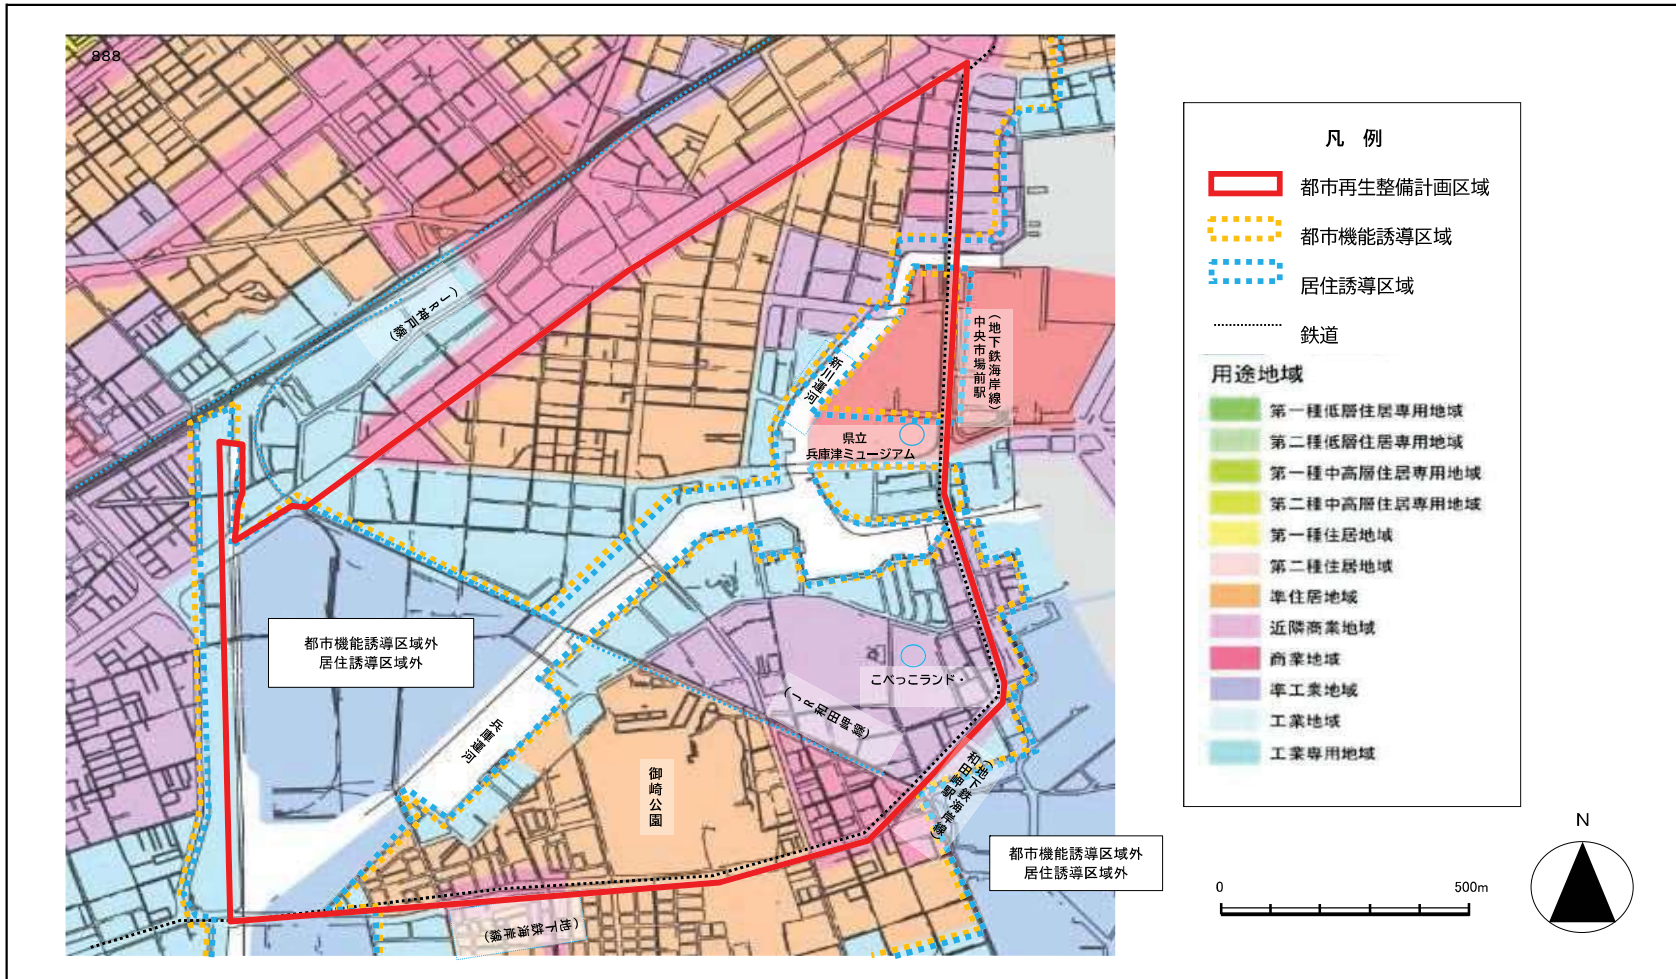 888
(JR神戸線)
新川運河
(地下鉄海岸線)
中央市場前駅
県立
兵庫津ミュージアム
都市機能誘導区域外
居住誘導区域外
こべっこランド・
(JR和田岬線)
兵庫運河
御崎公園
(地下鉄海岸線)
和田岬駅
都市機能誘導区域外
居住誘導区域外
(地下鉄海岸線)
凡 例
都市再生整備計画区域
都市機能誘導区域
居住誘導区域
鉄道
用途地域
第一種低層住居専用地域
第二種低層住居専用地域
第一種中高層住居専用地域
第二種中高層住居専用地域
第一種住居地域
第二種住居地域
準住居地域
近隣商業地域
商業地域
準工業地域
工業地域
工業専用地域
N
0
500m